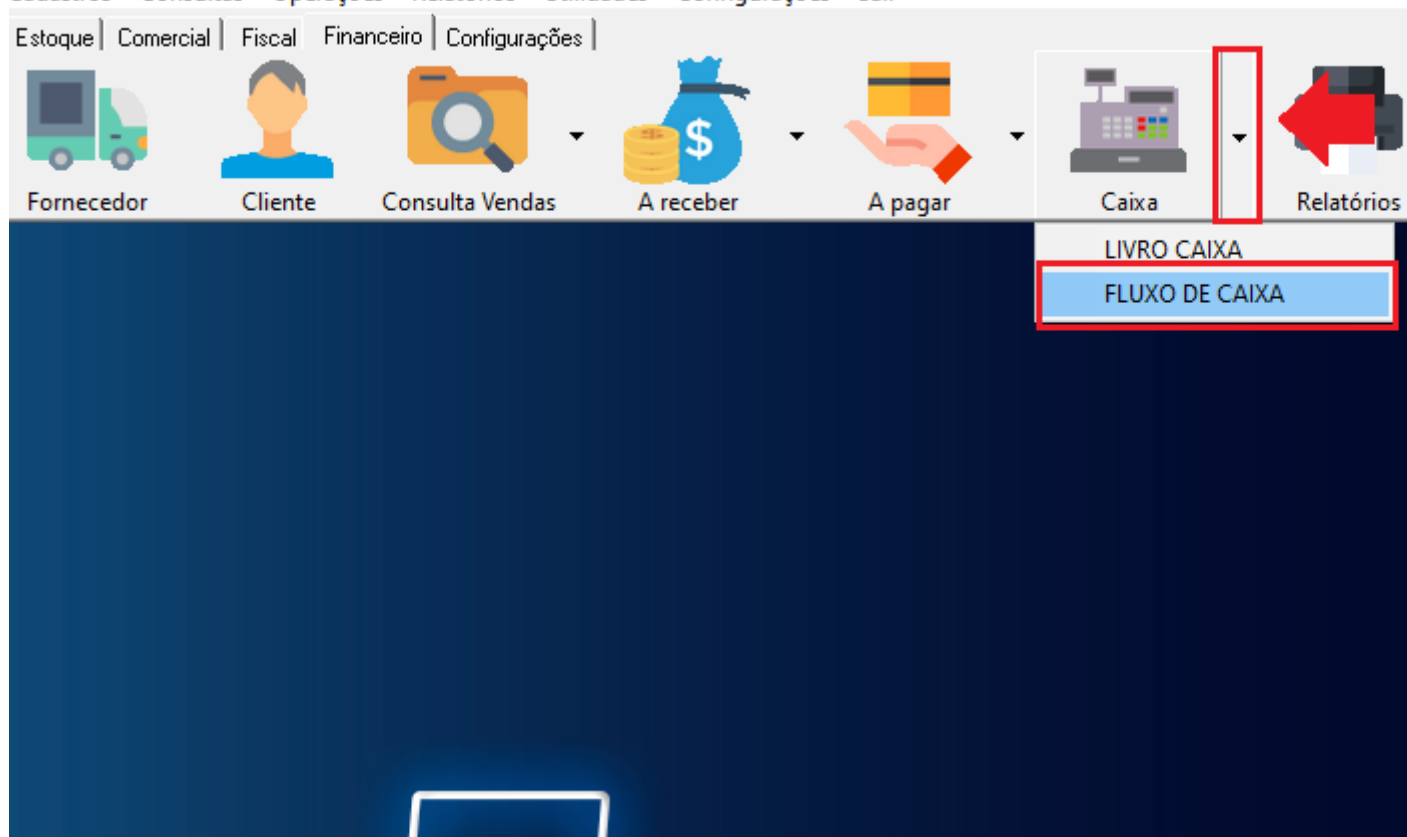 Estoque Comercial Fiscal Financeiro Configurações
Fornecedor Cliente Consulta Vendas A receber A pagar Caixa Relatórios
LIVRO CAIXA
FLUXO DE CAIXA